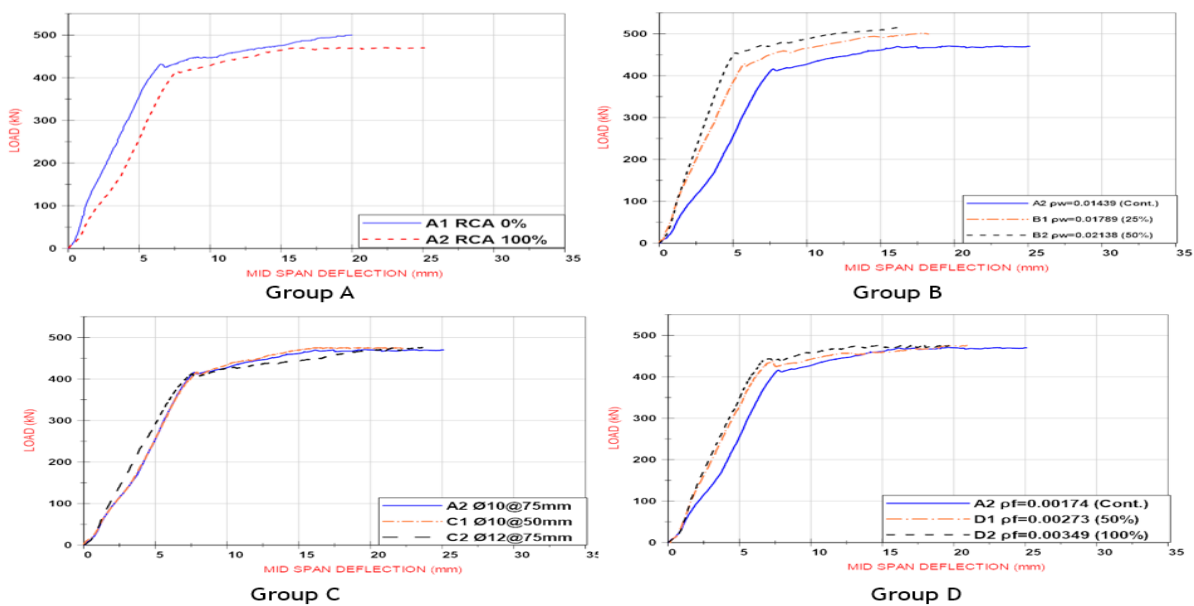 500
400
300
200
100
0
LOAD (kN)
0
5
10
15
20
25
30
35
MID SPAN DEFLECTION (mm)
A1 RCA 0%
A2 RCA 100%
Group A
500
400
300
200
100
0
LOAD (kN)
0
5
10
15
20
25
30
35
MID SPAN DEFLECTION (mm)
A2 ρw=0.01439 (Cont.)
B1 ρw=0.01789 (25%)
B2 ρw=0.02138 (50%)
Group B
500
400
300
200
100
0
LOAD (kN)
0
5
10
15
20
25
30
35
MID SPAN DEFLECTION (mm)
A2 Ø10@75mm
C1 Ø10@50mm
C2 Ø12@75mm
Group C
500
400
300
200
100
0
LOAD (kN)
0
5
10
15
20
25
30
35
MID SPAN DEFLECTION (mm)
A2 ρf=0.00174 (Cont.)
D1 ρf=0.00273 (50%)
D2 ρf=0.00349 (100%)
Group D